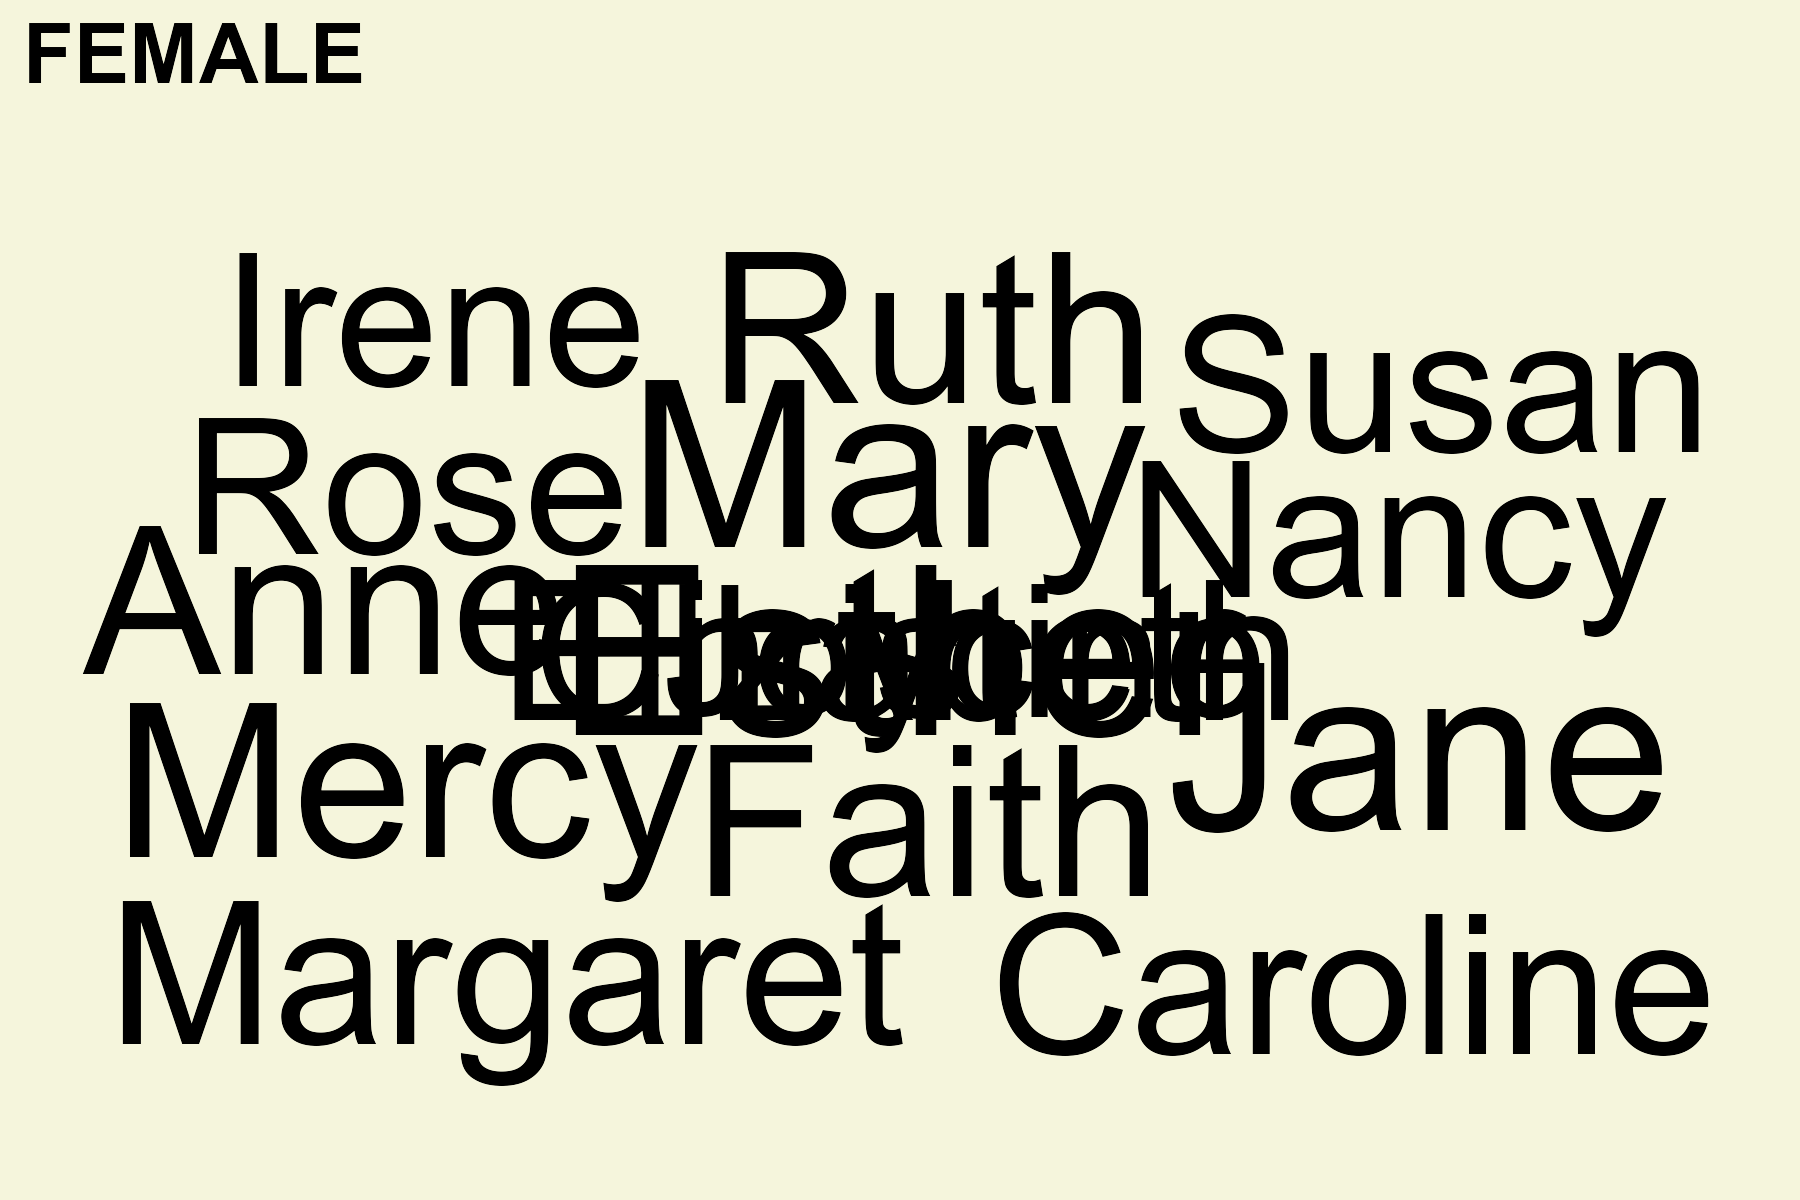 FEMALE
Irene Ruth
Susan
Rose Mary
Nancy
Anne
Jane
Mercy
Faith
Margaret Caroline